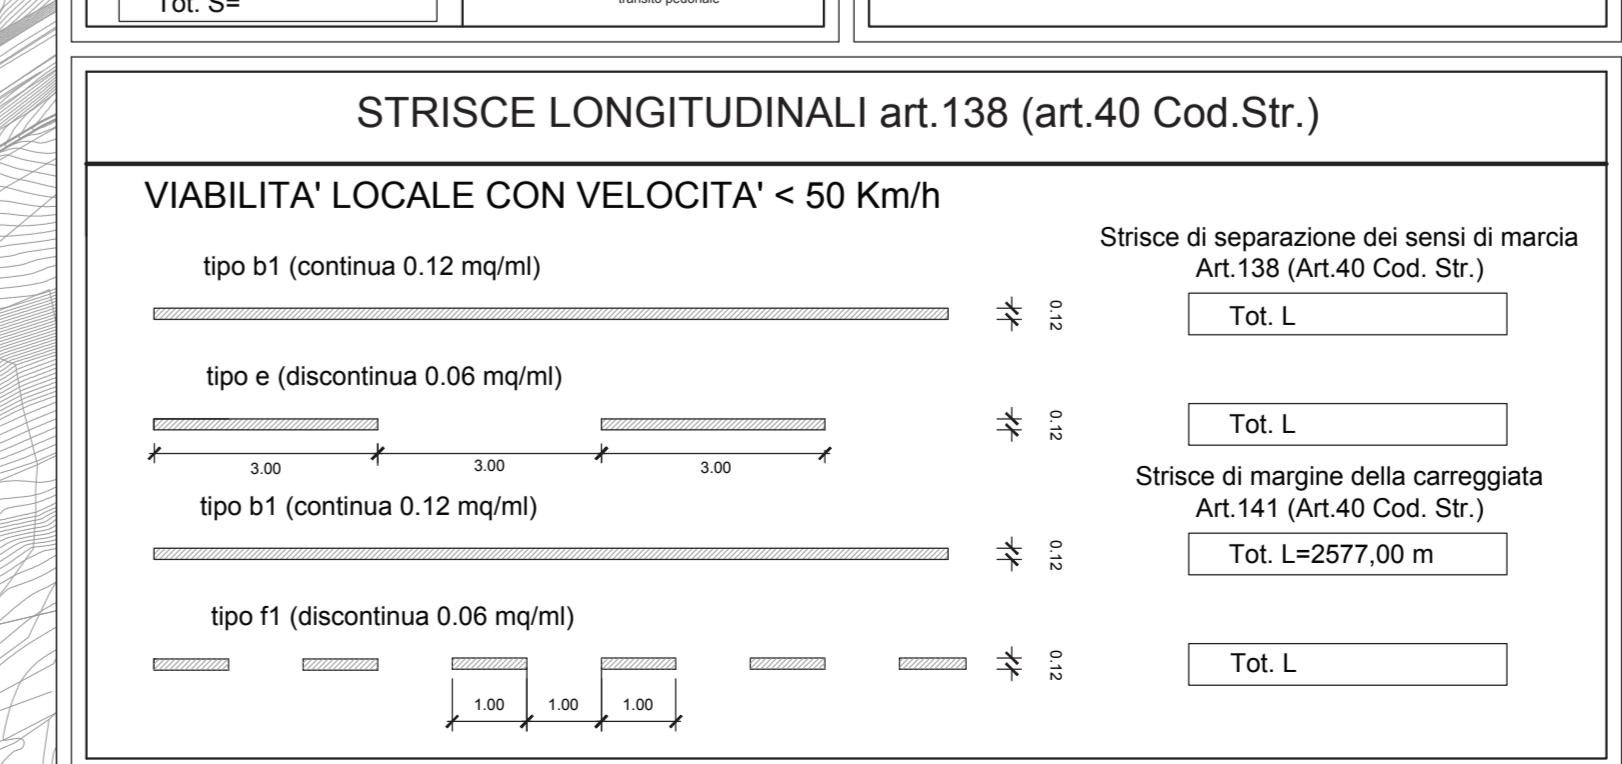 Tot. S=
transito pedonale
STRISCE LONGITUDINALI art.138 (art.40 Cod.Str.)
VIABILITA' LOCALE CON VELOCITA' < 50 Km/h
Strisce di separazione dei sensi di marcia
Art.138 (Art.40 Cod. Str.)
tipo b1 (continua 0.12 mq/ml)
0.12
Tot. L
tipo e (discontinua 0.06 mq/ml)
0.12
Tot. L
3.00 3.00 3.00
Strisce di margine della carreggiata
Art.141 (Art.40 Cod. Str.)
tipo b1 (continua 0.12 mq/ml)
0.12
Tot. L=2577,00 m
tipo f1 (discontinua 0.06 mq/ml)
0.12
Tot. L
1.00 1.00 1.00